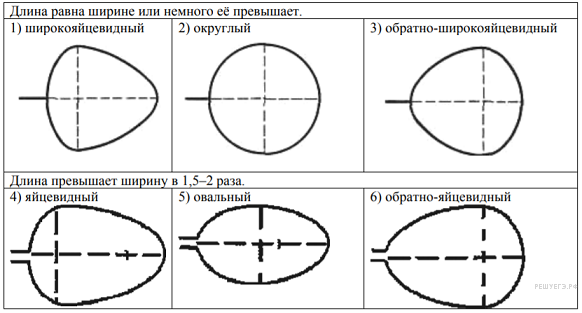 Длина равна ширине или немного её превышает.
1) широкояйцевидный 2) округлый 3) обратно-широкояйцевидный
Длина превышает ширину в 1,5–2 раза.
4) яйцевидный 5) овальный 6) обратно-яйцевидный
РЕШУЕГЭ.РФ